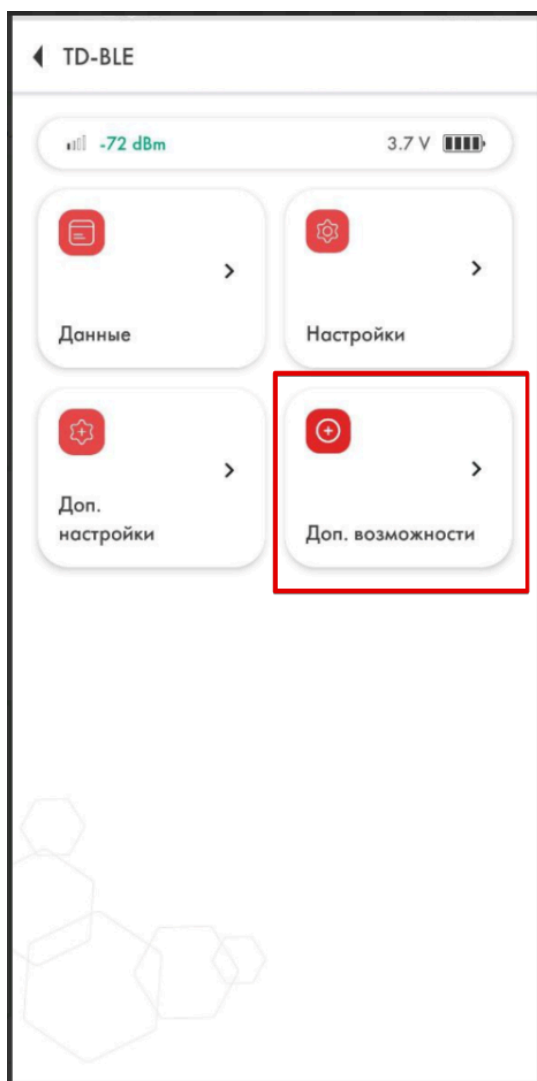 TD-BLE
-72 dBm
3.7 V
Данные
Настройки
Доп.
настройки
Доп. возможности